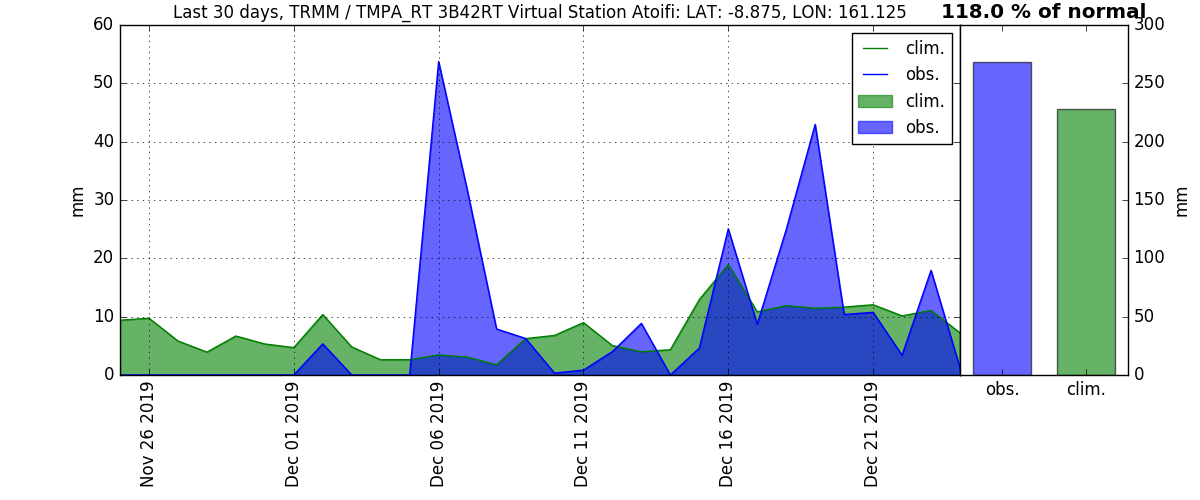 Last 30 days, TRMM / TMPA_RT 3B42RT Virtual Station Atoifi: LAT: -8.875, LON: 161.125
118.0 % of normal
60
50
40
30
20
10
0
mm
clim.
obs.
clim.
obs.
300
250
200
150
100
50
0
mm
obs.
clim.
Nov 26 2019
Dec 01 2019
Dec 06 2019
Dec 11 2019
Dec 16 2019
Dec 21 2019